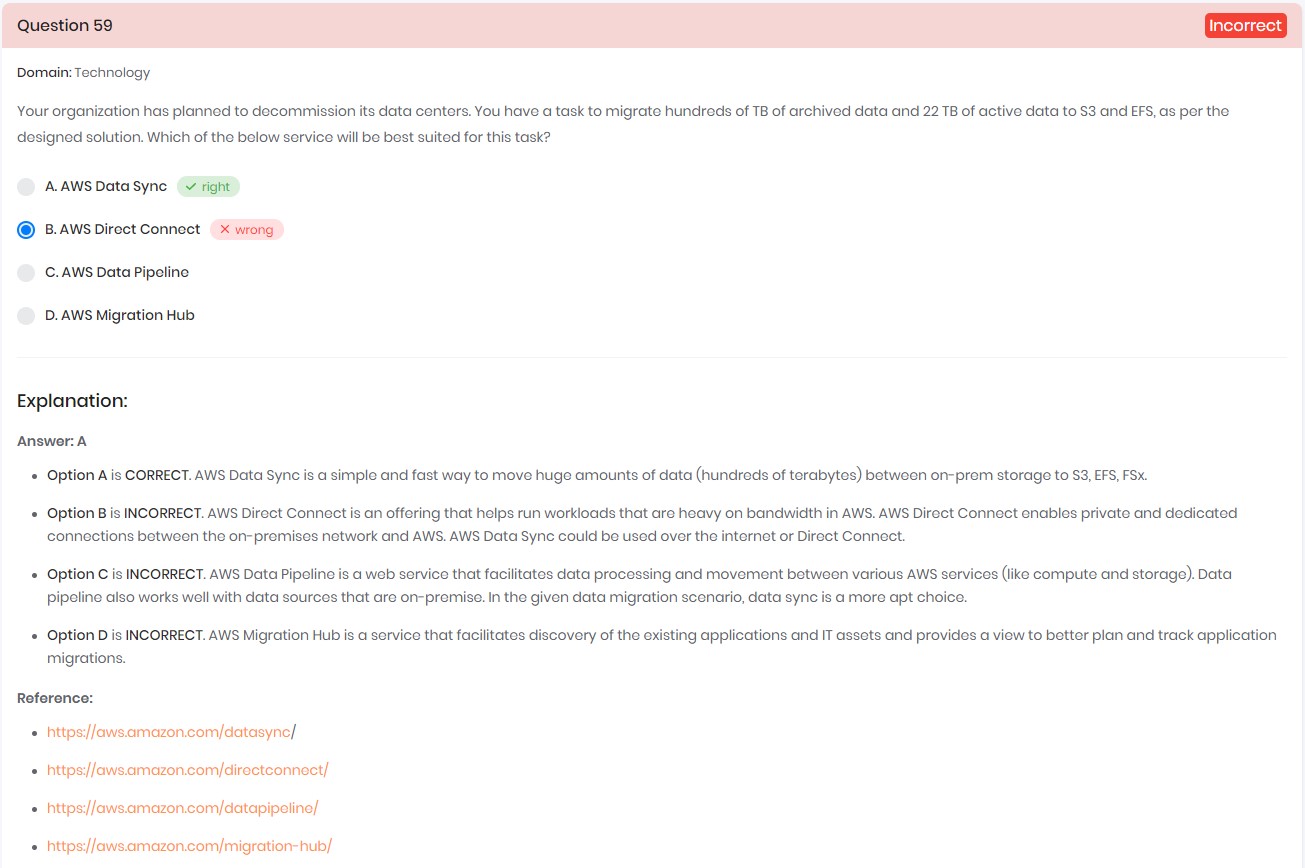 Question 59
Incorrect
Domain: Technology
Your organization has planned to decommission its data centers. You have a task to migrate hundreds of TB of archived data and 22 TB of active data to S3 and EFS, as per the
designed solution. Which of the below service will be best suited for this task?
A. AWS Data Sync ✓ right
B. AWS Direct Connect ✕ wrong
C. AWS Data Pipeline
D. AWS Migration Hub
Explanation:
Answer: A
• Option A is CORRECT. AWS Data Sync is a simple and fast way to move huge amounts of data (hundreds of terabytes) between on-prem storage to S3, EFS, FSx.
• Option B is INCORRECT. AWS Direct Connect is an offering that helps run workloads that are heavy on bandwidth in AWS. AWS Direct Connect enables private and dedicated
connections between the on-premises network and AWS. AWS Data Sync could be used over the internet or Direct Connect.
• Option C is INCORRECT. AWS Data Pipeline is a web service that facilitates data processing and movement between various AWS services (like compute and storage). Data
pipeline also works well with data sources that are on-premise. In the given data migration scenario, data sync is a more apt choice.
• Option D is INCORRECT. AWS Migration Hub is a service that facilitates discovery of the existing applications and IT assets and provides a view to better plan and track application
migrations.
Reference:
• https://aws.amazon.com/datasync/
• https://aws.amazon.com/directconnect/
• https://aws.amazon.com/datapipeline/
• https://aws.amazon.com/migration-hub/